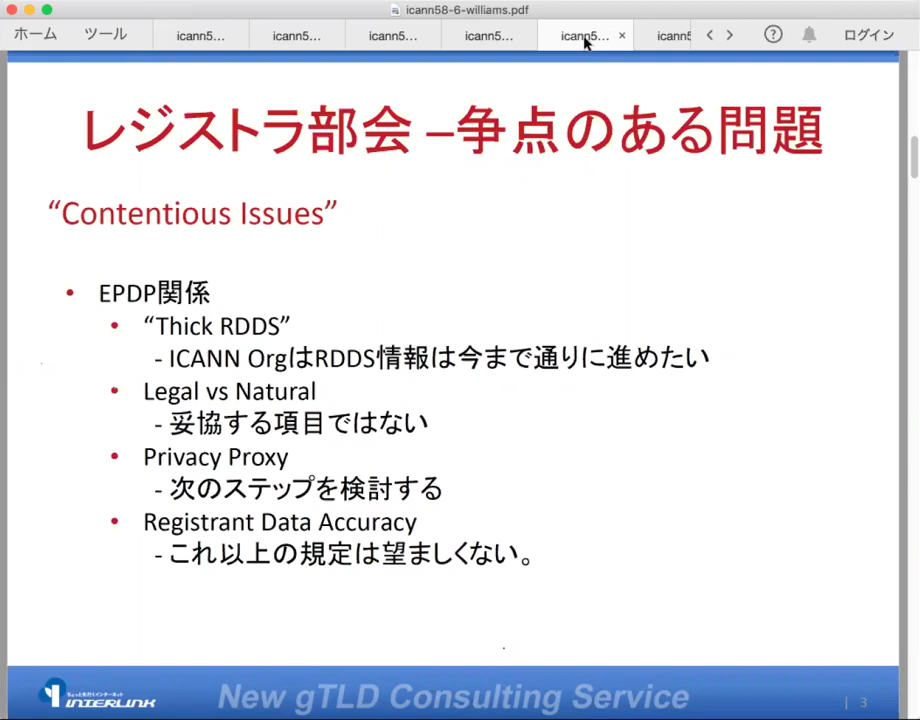 icann58-6-williams.pdf
ホーム ツール icann5... icann5... icann5... icann5... icann5... × icann5 ログイン
レジストラ部会 –争点のある問題
“Contentious Issues”
• EPDP関係
• “Thick RDDS”
- ICANN OrgはRDDS情報は今まで通りに進めたい
• Legal vs Natural
- 妥協する項目ではない
• Privacy Proxy
- 次のステップを検討する
• Registrant Data Accuracy
- これ以上の規定は望ましくない。
ちょっと先行くインターネット
INTERLINK
New gTLD Consulting Service
| 3